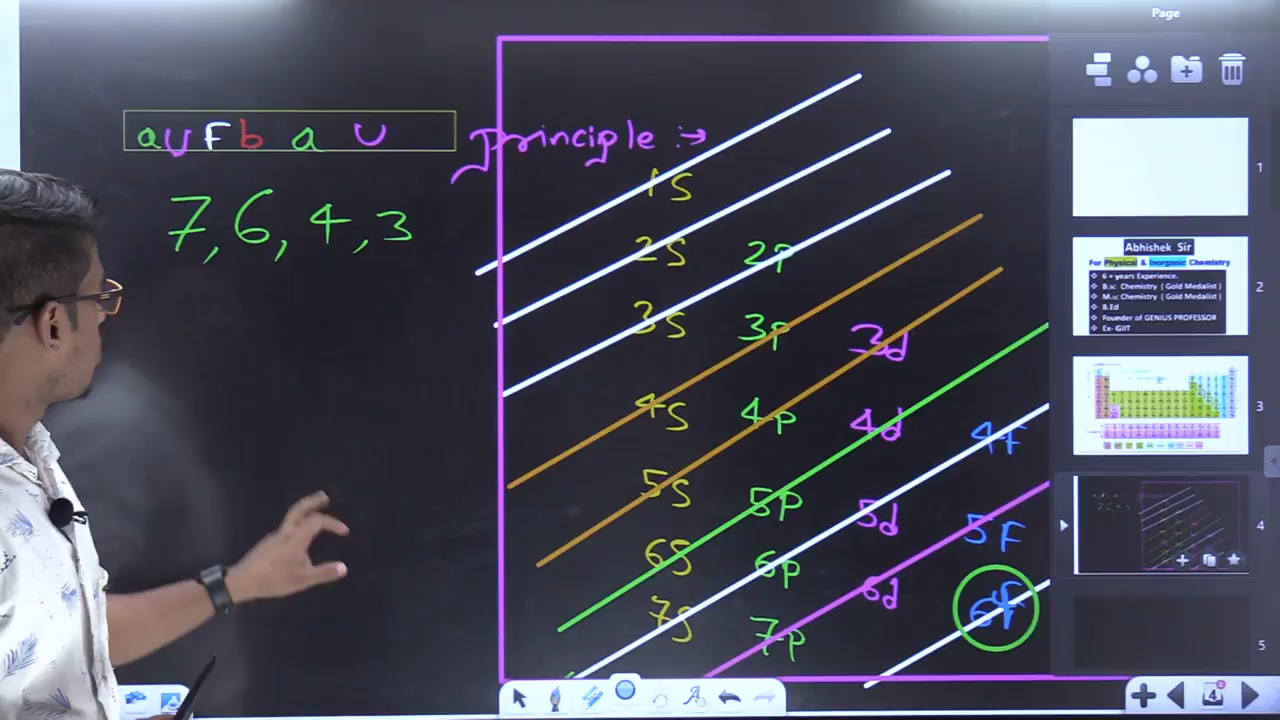 Page
aufbau principle :→
7, 6, 4, 3
1s
2s 2p
3s 3p 3d
4s 4p 4d 4f
5s 5p 5d 5F
6s 6p 6d 6f
7s 7p
1
2
Abhishek Sir
For Physical & Inorganic Chemistry
6 + years Experience.
B.sc Chemistry ( Gold Medalist )
M.sc Chemistry ( Gold Medalist )
B.Ed
Founder of GENIUS PROFESSOR
Ex- GIIT
3
4
5
4